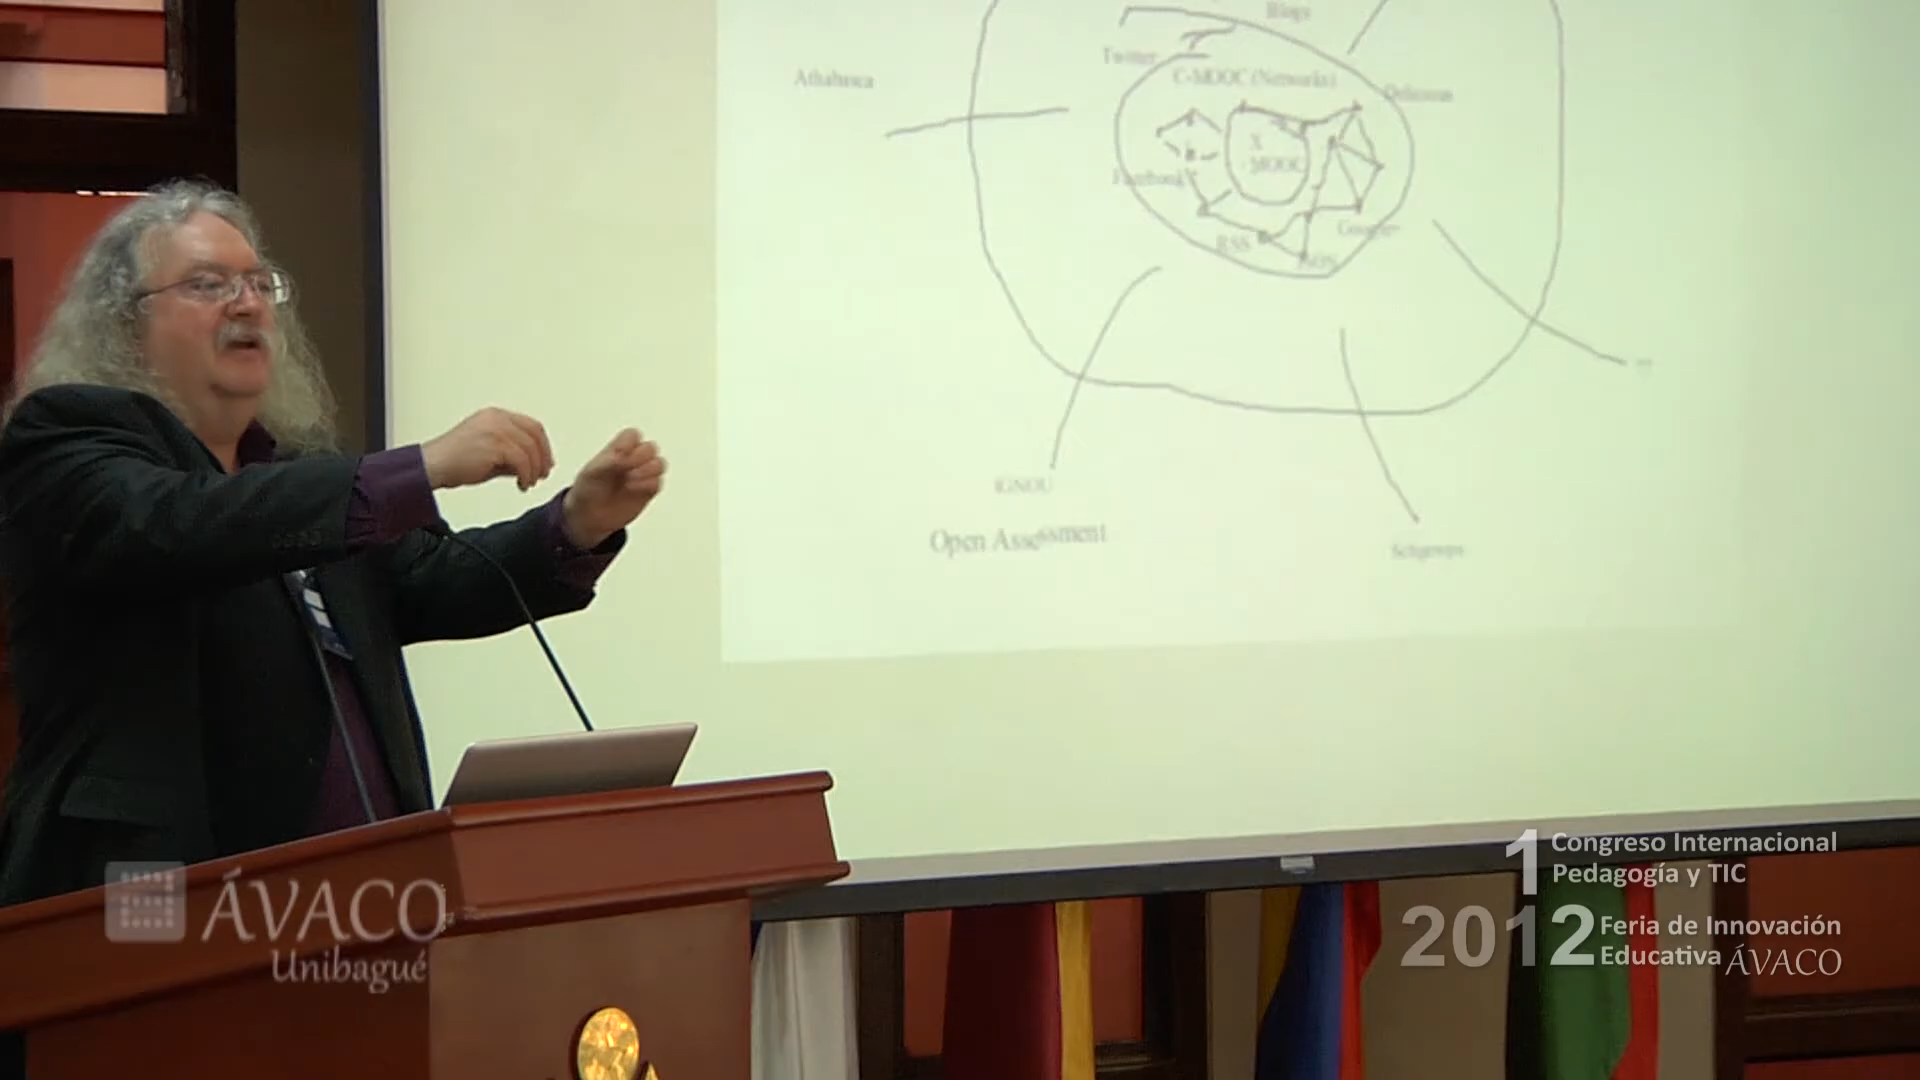 Blogs
Twitter
C-MOOC (Networks)
Athabasca
Delicious
X
MOOC
Facebook
Google+
RSS
JSON
IGNOU
Open Assessment
??
1 Congreso Internacional
Pedagogía y TIC
2012 Feria de Innovación
Educativa ÁVACO
ÁVACO
Unibagué